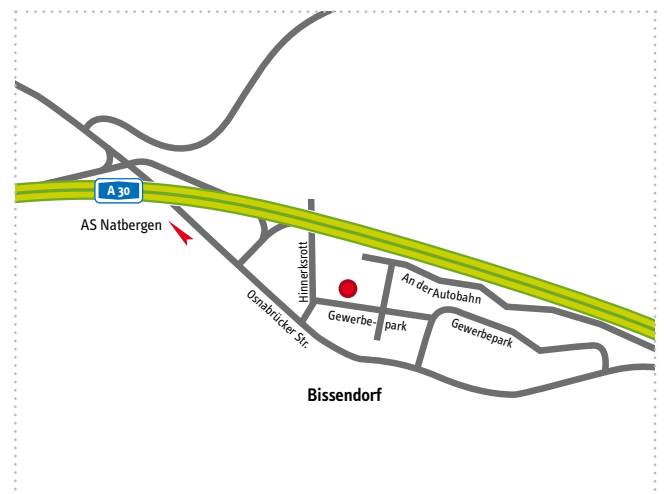 A 30
AS Natbergen
Hinnerksrott
An der Autobahn
Osnabrücker Str.
Gewerbe-park
Gewerbepark
Bissendorf